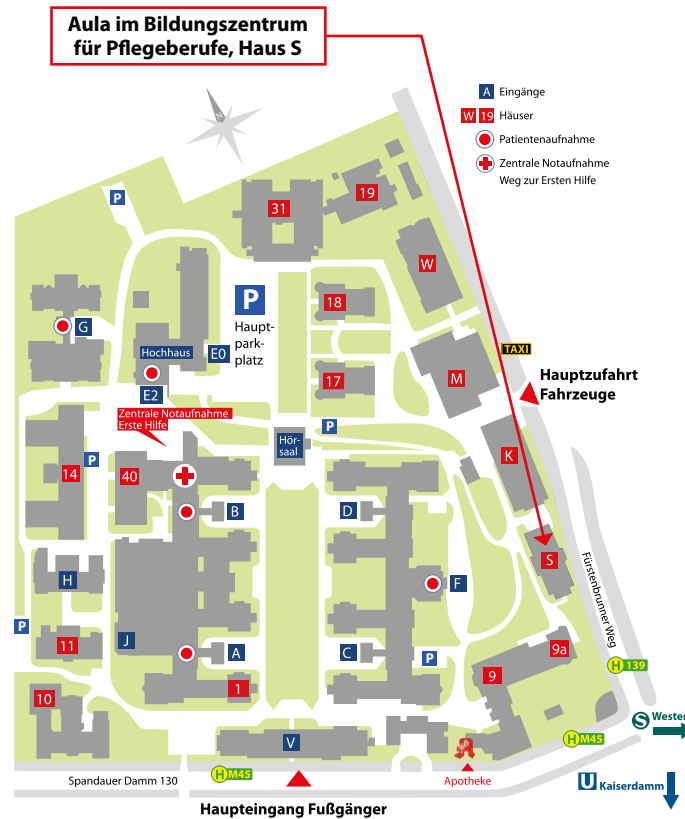 Aula im Bildungszentrum
für Pflegeberufe, Haus S
N
A Eingänge
W 19 Häuser
Patientenaufnahme
Zentrale Notaufnahme
Weg zur Ersten Hilfe
P
31
19
W
P
Haupt-
park-
platz
18
G
Hochhaus
E0
E2
17
M
TAXI
Hauptzufahrt
Fahrzeuge
Zentrale Notaufnahme
Erste Hilfe
P
Hör-
saal
K
14
P
40
B
D
S
H
F
Fürstenbrunner Weg
P
11
J
A
C
P
9a
9
H 139
10
1
V
S Westend
H M45
H M45
Spandauer Damm 130
Apotheke
U Kaiserdamm
Haupteingang Fußgänger